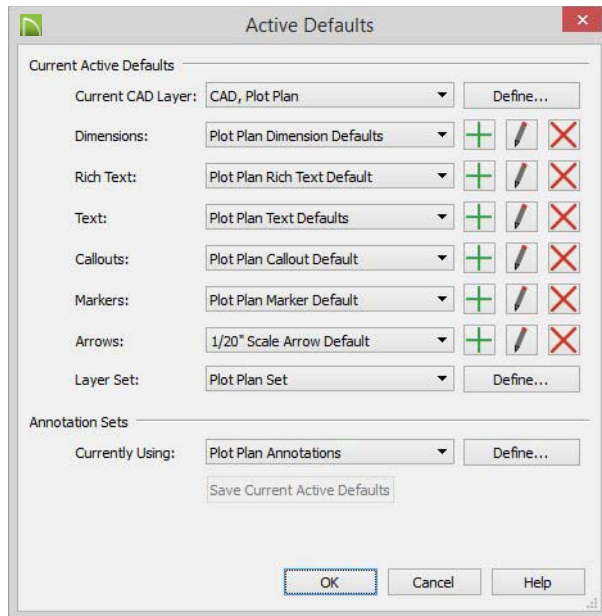 Active Defaults
Current Active Defaults
Current CAD Layer: CAD, Plot Plan Define...
Dimensions: Plot Plan Dimension Defaults
Rich Text: Plot Plan Rich Text Default
Text: Plot Plan Text Defaults
Callouts: Plot Plan Callout Default
Markers: Plot Plan Marker Default
Arrows: 1/20" Scale Arrow Default
Layer Set: Plot Plan Set Define...
Annotation Sets
Currently Using: Plot Plan Annotations Define...
Save Current Active Defaults
OK Cancel Help